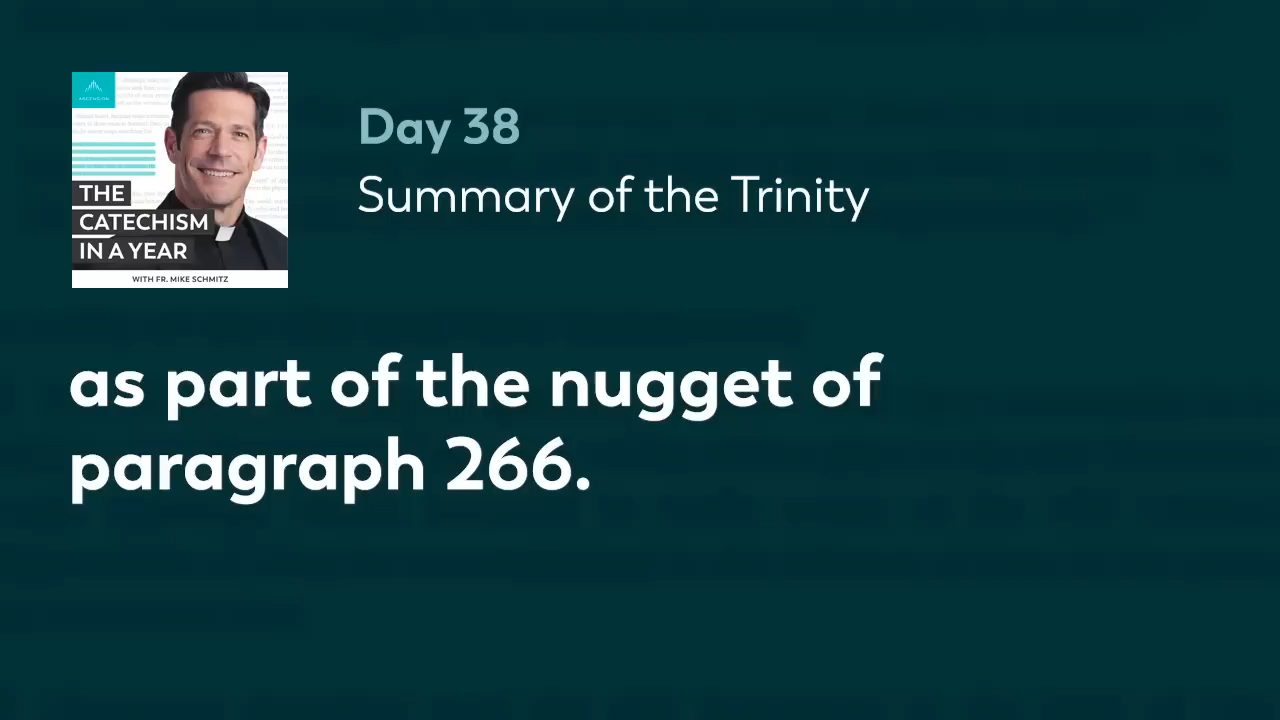 ASCENSION
THE
CATECHISM
IN A YEAR
WITH FR. MIKE SCHMITZ
Day 38
Summary of the Trinity
as part of the nugget of
paragraph 266.